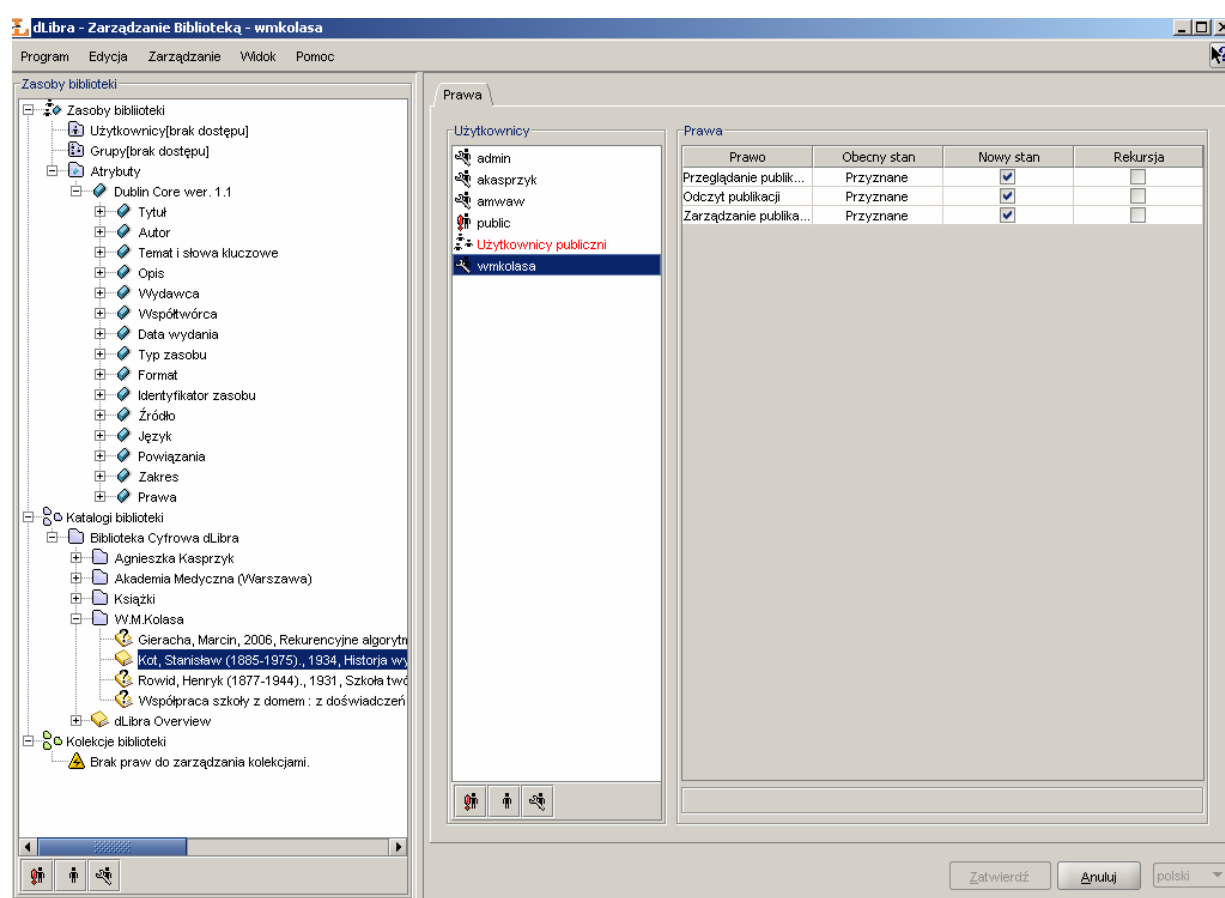 dLibra - Zarządzanie Biblioteką - wmkolasa
Program Edycja Zarządzanie Widok Pomoc
Zasoby biblioteki
Zasoby bibliioteki
Użytkownicy[brak dostępu]
Grupy[brak dostępu]
Atrybuty
Dublin Core wer. 1.1
Tytuł
Autor
Temat i słowa kluczowe
Opis
Wydawca
Współtwórca
Data wydania
Typ zasobu
Format
Identyfikator zasobu
Źródło
Język
Powiązania
Zakres
Prawa
Katalogi biblioteki
Biblioteka Cyfrowa dLibra
Agnieszka Kasprzyk
Akademia Medyczna (Warszawa)
Książki
W.M.Kolasa
Gieracha, Marcin, 2006, Rekurencyjne algorytm
Kot, Stanisław (1885-1975)., 1934, Historja wy
Rowid, Henryk (1877-1944)., 1931, Szkoła twó
Współpraca szkoły z domem : z doświadczeń
dLibra Overview
Kolekcje biblioteki
Brak praw do zarządzania kolekcjami.
Prawa
Użytkownicy
admin
akasprzyk
amwaw
public
Użytkownicy publiczni
wmkolasa
Prawa
Prawo Obecny stan Nowy stan Rekursja
Przeglądanie publik... Przyznane
Odczyt publikacji Przyznane
Zarządzanie publika... Przyznane
Zatwierdź Anuluj polski